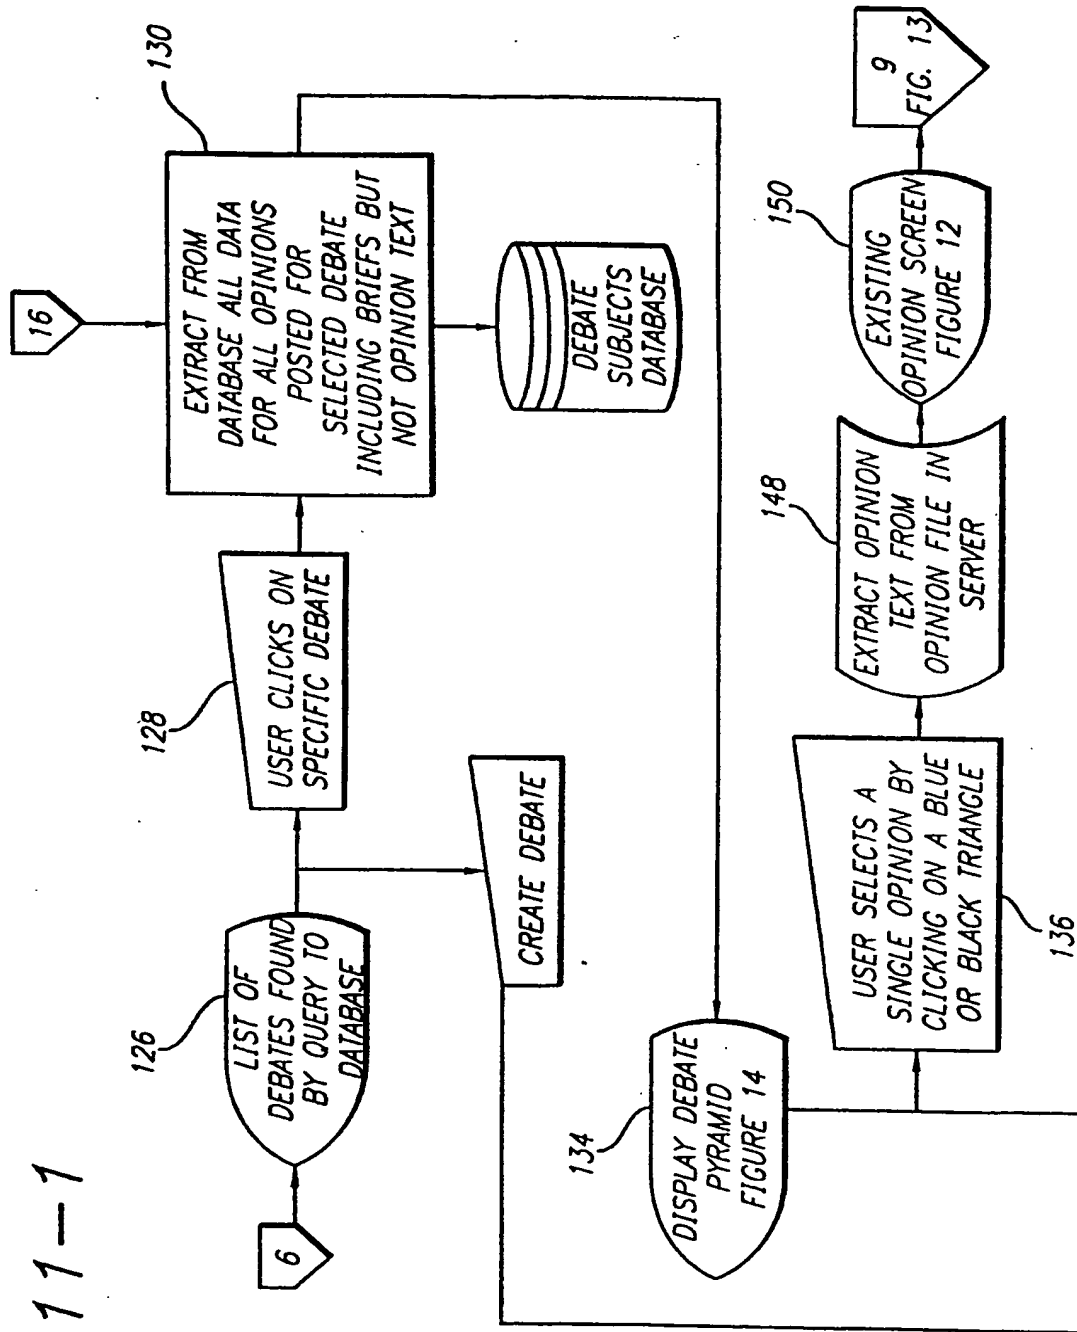 11-1
6
126
LIST OF
DEBATES FOUND
BY QUERY TO
DATABASE
128
USER CLICKS ON
SPECIFIC DEBATE
16
130
EXTRACT FROM
DATABASE ALL DATA
FOR ALL OPINIONS
POSTED FOR
SELECTED DEBATE
INCLUDING BRIEFS BUT
NOT OPINION TEXT
CREATE DEBATE
DEBATE
SUBJECTS
DATABASE
134
DISPLAY DEBATE
PYRAMID
FIGURE 14
USER SELECTS A
SINGLE OPINION BY
CLICKING ON A BLUE
OR BLACK TRIANGLE
136
148
EXTRACT OPINION
TEXT FROM
OPINION FILE IN
SERVER
150
EXISTING
OPINION SCREEN
FIGURE 12
9
FIG. 13